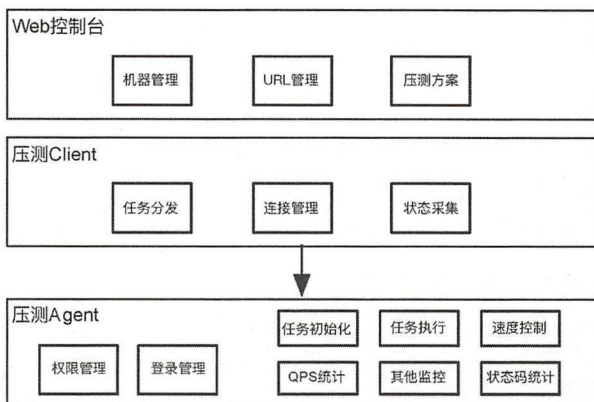 Web控制台
机器管理 URL管理 压测方案
压测Client
任务分发 连接管理 状态采集
压测Agent
任务初始化 任务执行 速度控制
权限管理 登录管理
QPS统计 其他监控 状态码统计